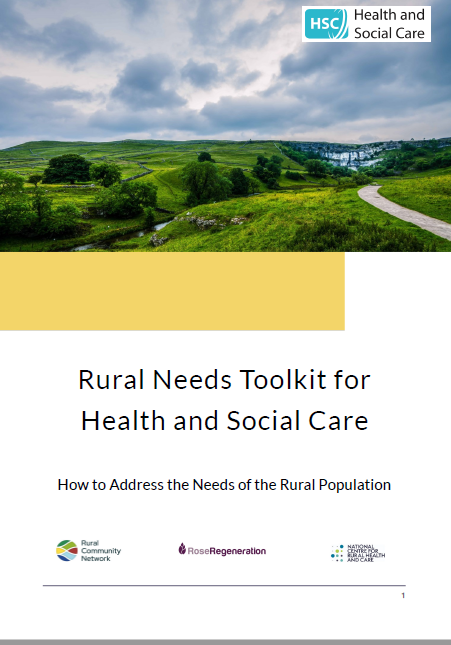 HSC
Health and
Social Care
Rural Needs Toolkit for
Health and Social Care
How to Address the Needs of the Rural Population
Rural
Community
Network
RoseRegeneration
NATIONAL
CENTRE FOR
RURAL HEALTH
AND CARE
1